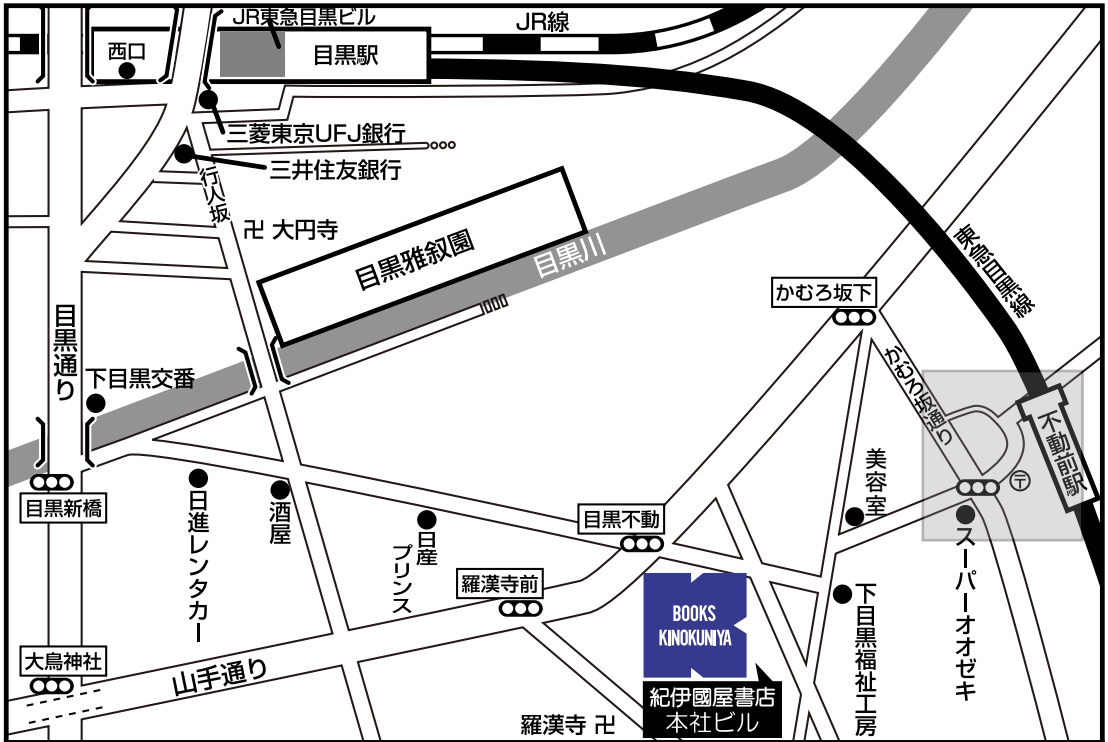 JR東急目黒ビル
JR線
西口
目黒駅
三菱東京UFJ銀行
三井住友銀行
行人坂
卍 大円寺
目黒雅叙園
目黒川
東急目黒線
かむろ坂下
目黒通り
下目黒交番
かむろ坂通り
不動前駅
美容室
〒
目黒新橋
日進レンタカー
酒屋
日産
プリンス
目黒不動
スーパーオオゼキ
羅漢寺前
BOOKS
KINOKUNIYA
下目黒福祉工房
大鳥神社
山手通り
紀伊國屋書店
本社ビル
羅漢寺 卍